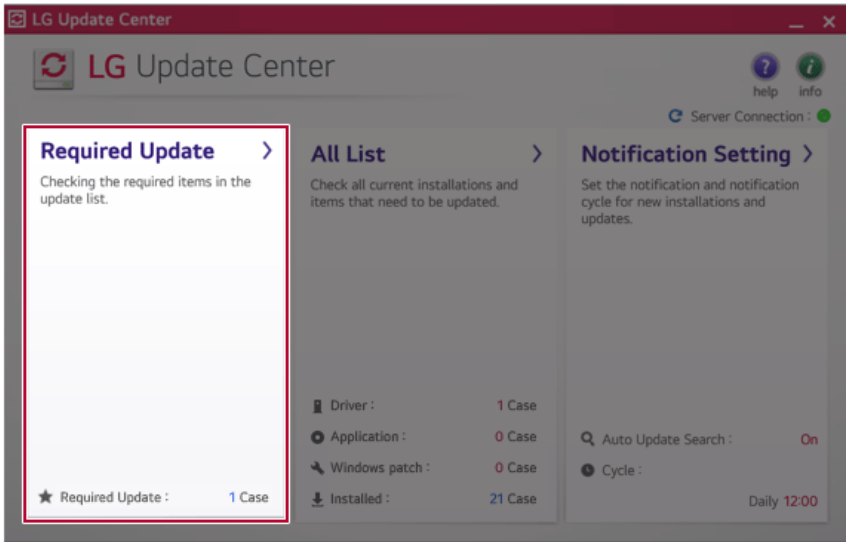 LG Update Center
LG Update Center
help
info
Server Connection :
Required Update
Checking the required items in the
update list.
Required Update : 1 Case
All List
Check all current installations and
items that need to be updated.
Driver : 1 Case
Application : 0 Case
Windows patch : 0 Case
Installed : 21 Case
Notification Setting
Set the notification and notification
cycle for new installations and
updates.
Auto Update Search : On
Cycle :
Daily 12:00